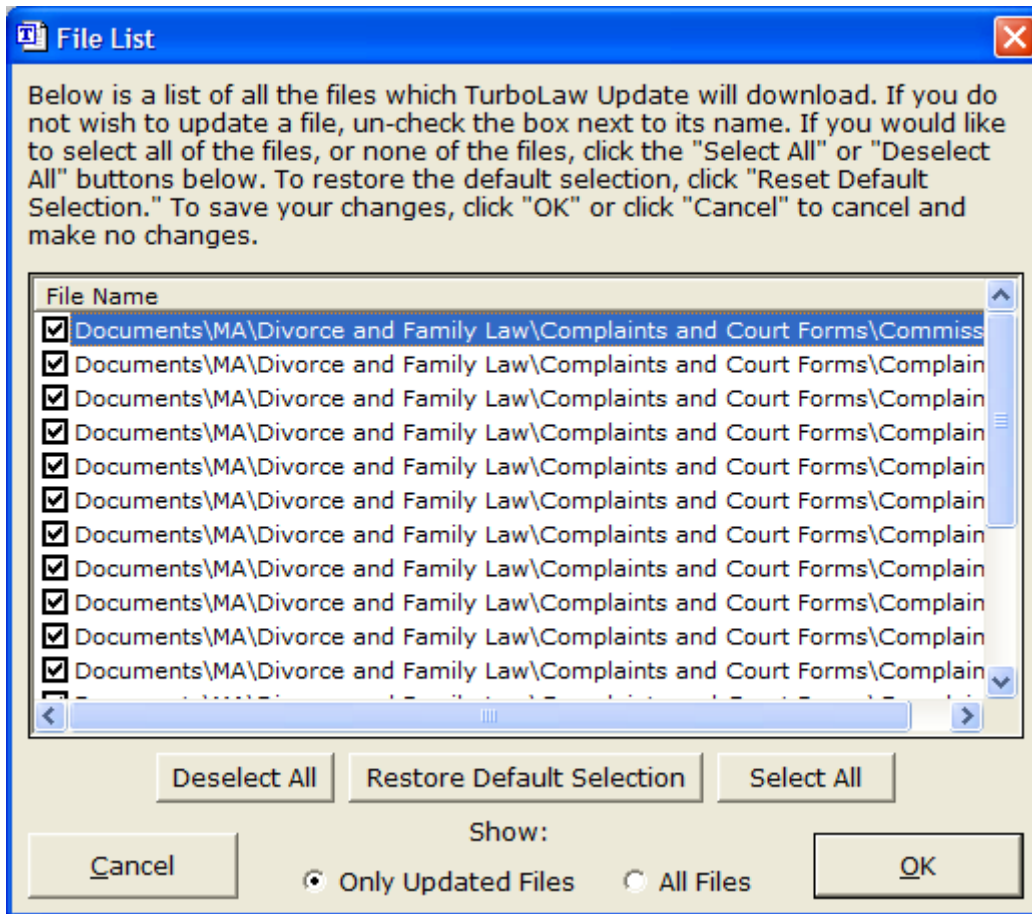 File List
Below is a list of all the files which TurboLaw Update will download. If you do
not wish to update a file, un-check the box next to its name. If you would like
to select all of the files, or none of the files, click the "Select All" or "Deselect
All" buttons below. To restore the default selection, click "Reset Default
Selection." To save your changes, click "OK" or click "Cancel" to cancel and
make no changes.
File Name
Documents\MA\Divorce and Family Law\Complaints and Court Forms\Commiss
Documents\MA\Divorce and Family Law\Complaints and Court Forms\Complain
Documents\MA\Divorce and Family Law\Complaints and Court Forms\Complain
Documents\MA\Divorce and Family Law\Complaints and Court Forms\Complain
Documents\MA\Divorce and Family Law\Complaints and Court Forms\Complain
Documents\MA\Divorce and Family Law\Complaints and Court Forms\Complain
Documents\MA\Divorce and Family Law\Complaints and Court Forms\Complain
Documents\MA\Divorce and Family Law\Complaints and Court Forms\Complain
Documents\MA\Divorce and Family Law\Complaints and Court Forms\Complain
Documents\MA\Divorce and Family Law\Complaints and Court Forms\Complain
Documents\MA\Divorce and Family Law\Complaints and Court Forms\Complain
Deselect All Restore Default Selection Select All
Show:
Cancel Only Updated Files All Files OK